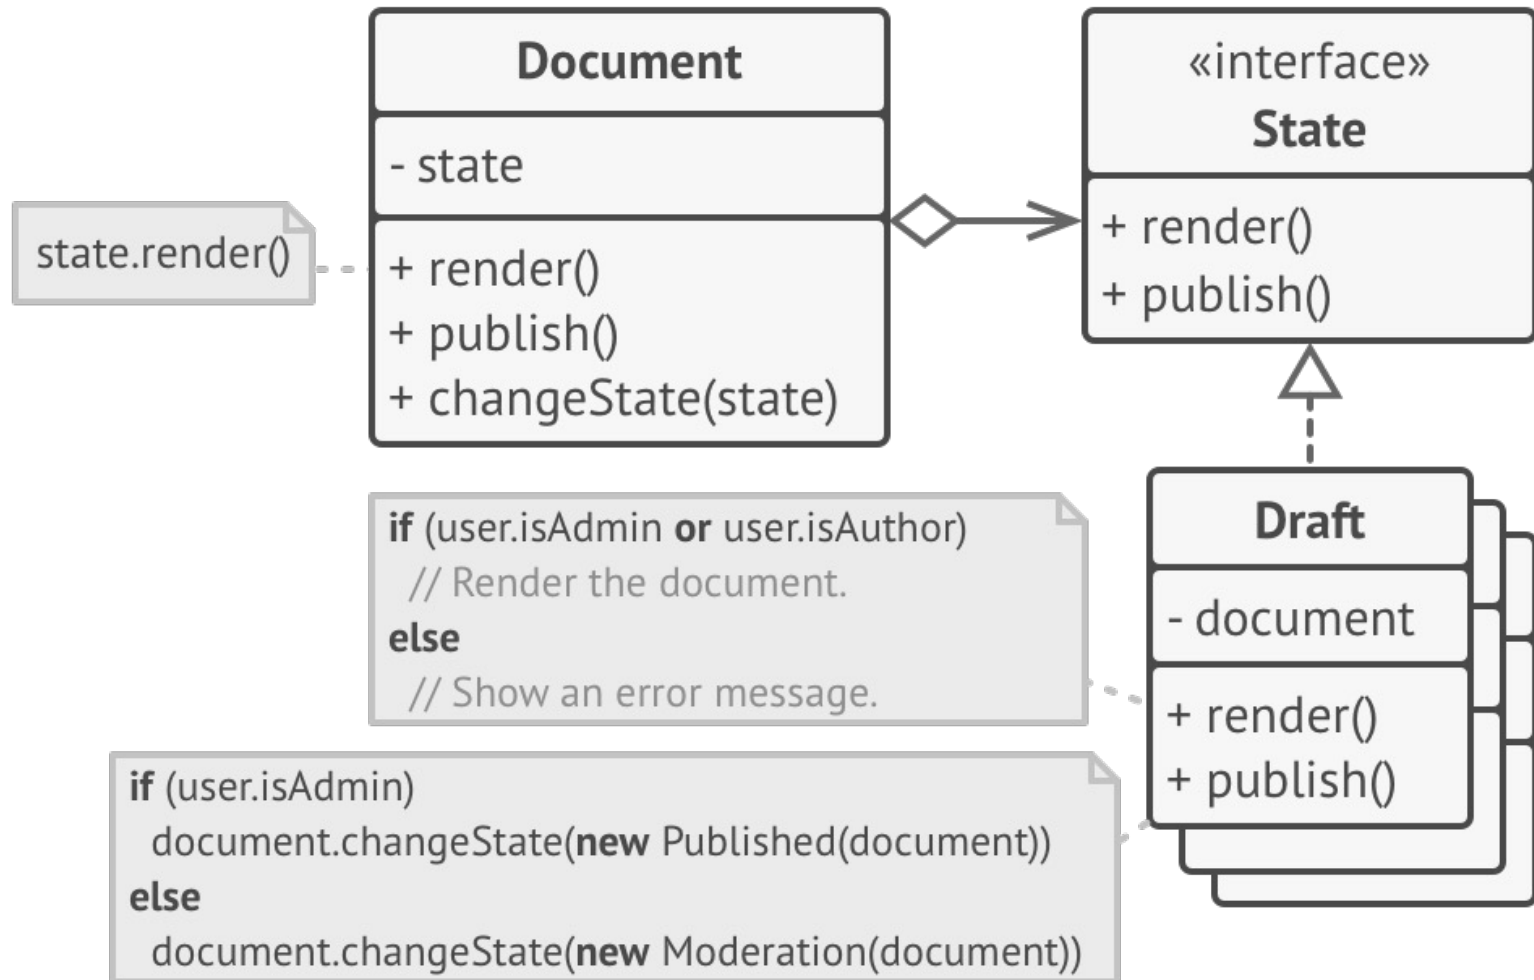 Document
- state
+ render()
+ publish()
+ changeState(state)
«interface»
State
+ render()
+ publish()
state.render()
Draft
- document
+ render()
+ publish()
if (user.isAdmin or user.isAuthor)
// Render the document.
else
// Show an error message.
if (user.isAdmin)
document.changeState(new Published(document))
else
document.changeState(new Moderation(document))